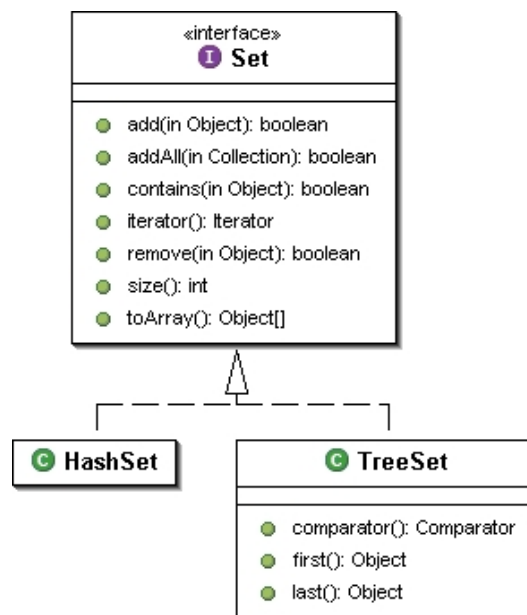 «interface»
I Set
add(in Object): boolean
addAll(in Collection): boolean
contains(in Object): boolean
iterator(): Iterator
remove(in Object): boolean
size(): int
toArray(): Object[]
C HashSet
C TreeSet
comparator(): Comparator
first(): Object
last(): Object